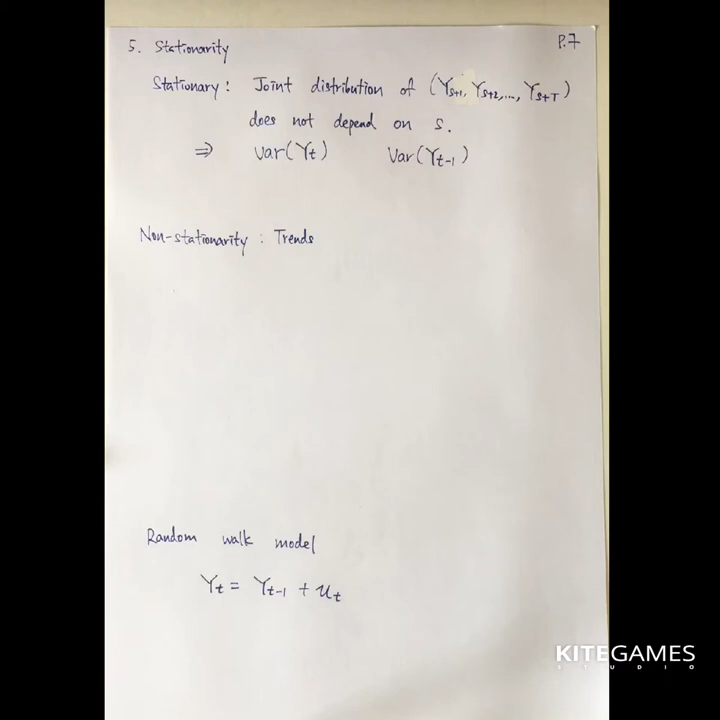 P.7
5. Stationarity
Stationary: Joint distribution of (Yₛ₊₁, Yₛ₊₂, ..., Yₛ₊T)
does not depend on s.
⇒ var(Yₜ) Var(Yₜ₋₁)
Non-stationarity: Trends
Random walk model
Yₜ = Yₜ₋₁ + uₜ
KITEGAMES
STUDIO